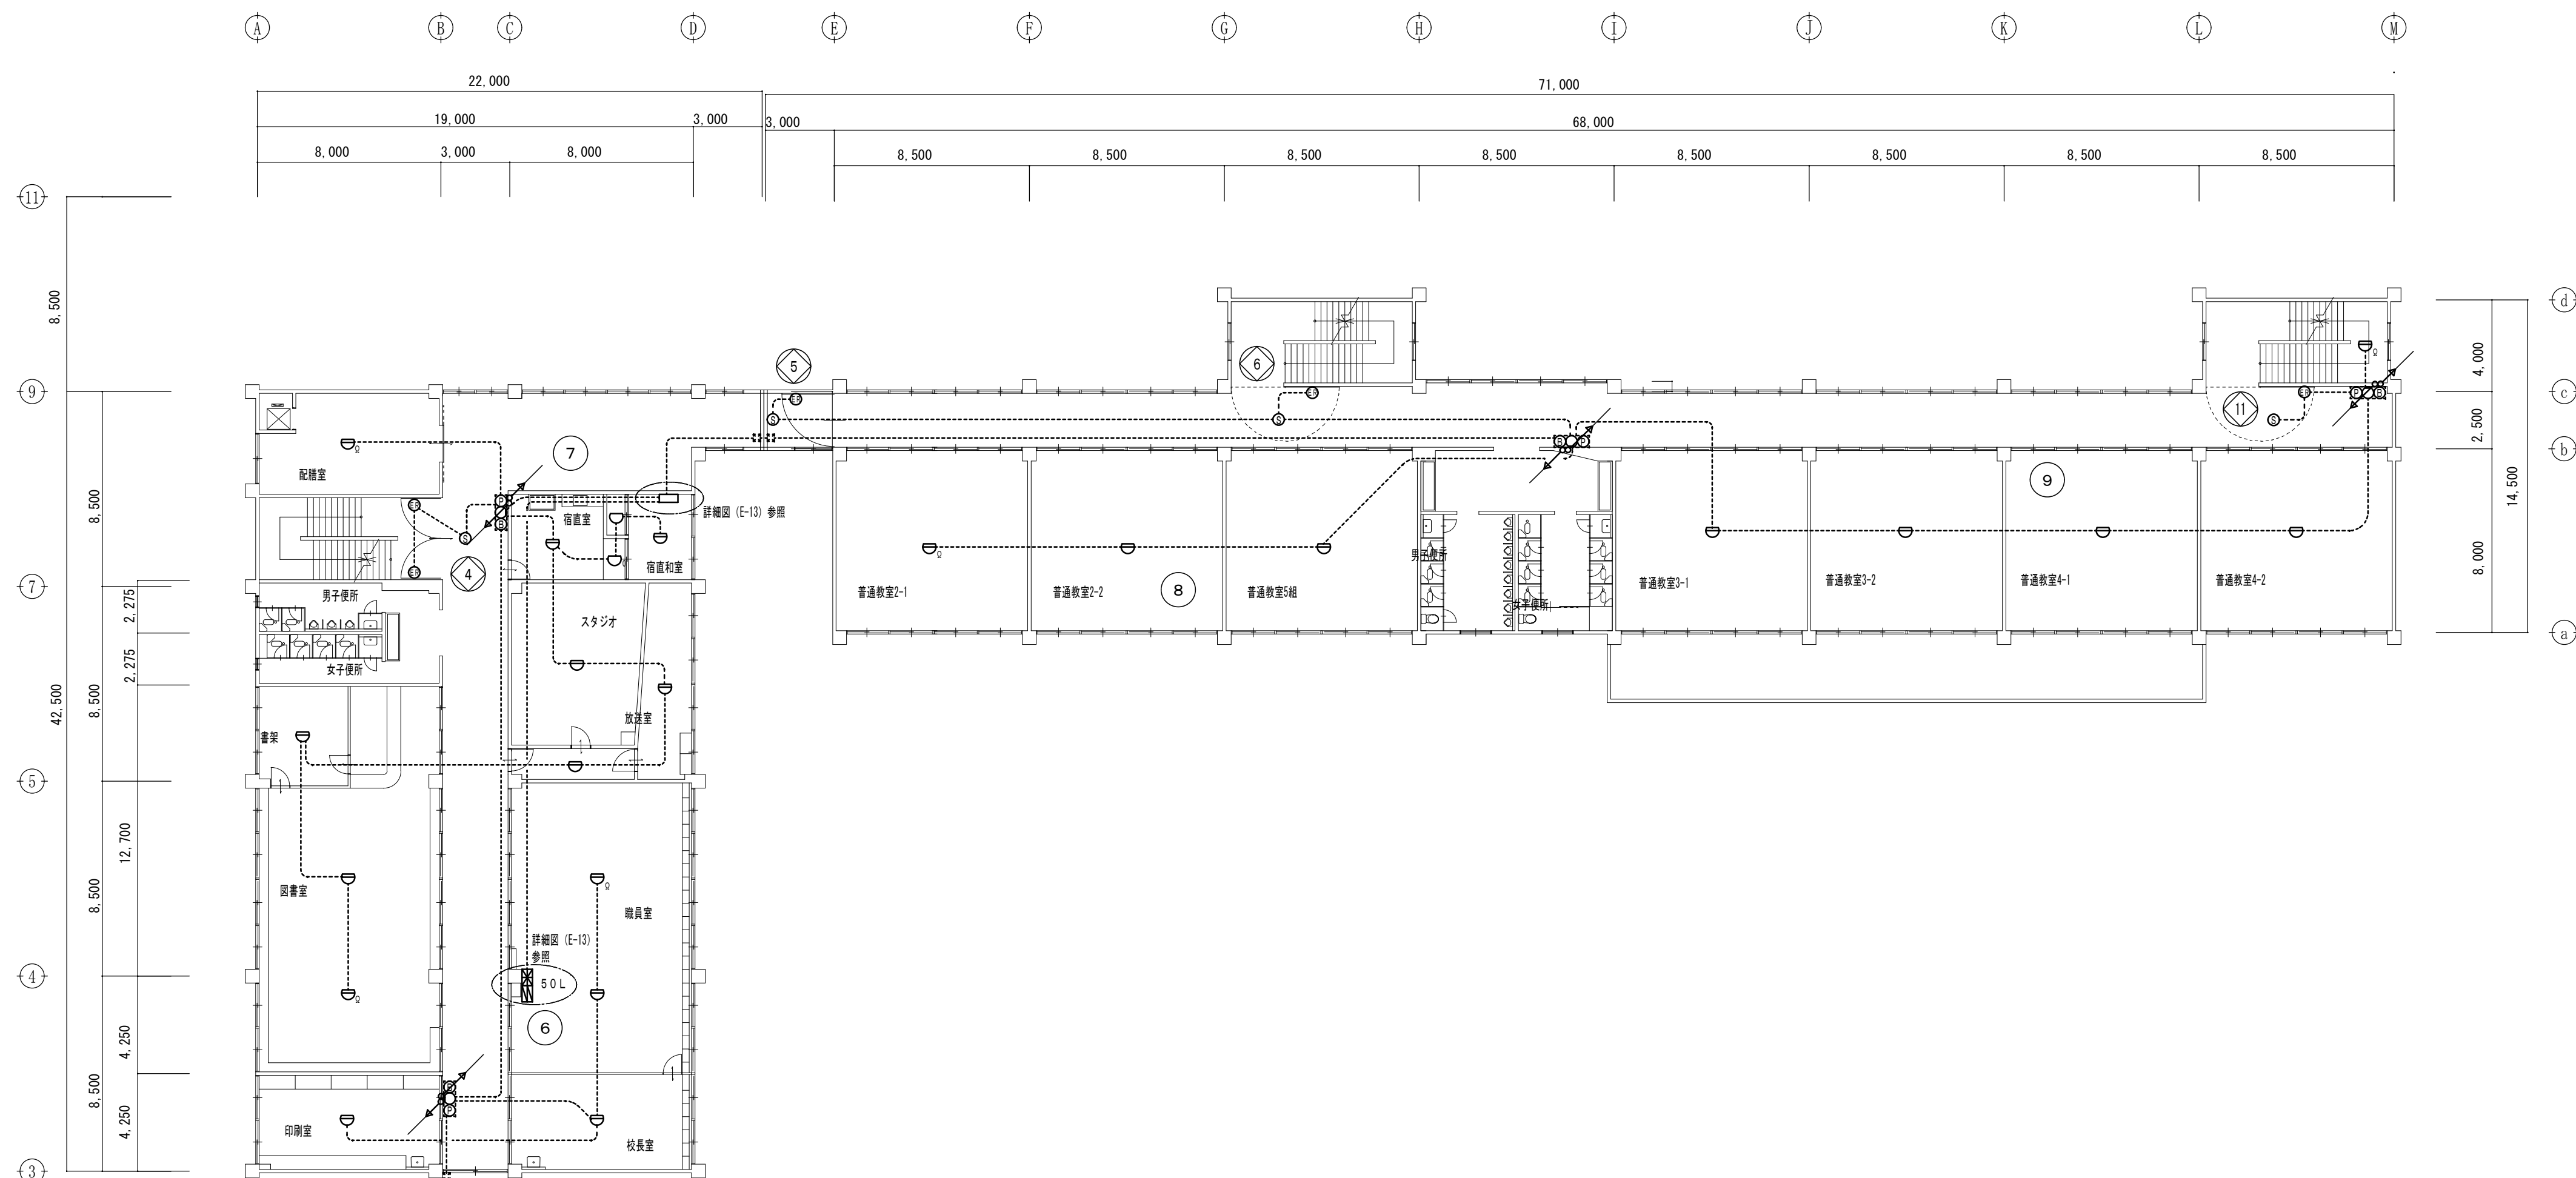 A B C D E F G H I J K L M
22,000
71,000
19,000 3,000 3,000 68,000
8,000 3,000 8,000 8,500 8,500 8,500 8,500 8,500 8,500 8,500 8,500
11
8,500
d
5 6
4,000
9
c
11
2,500
7
b
配膳室
詳細図(E-13)参照
9
8,500
宿直室
14,500
男子便所
4
宿直和室
8,000
7
普通教室2-1 普通教室2-2 8 普通教室5組 女子便所 普通教室3-1 普通教室3-2 普通教室4-1 普通教室4-2
2,275
男子便所
スタジオ
a
2,275
女子便所
42,500
8,500
放送室
書架
5
12,700
8,500
図書室
職員室
詳細図(E-13)
参照
4
50L
6
4,250
8,500
4,250
印刷室
校長室
3